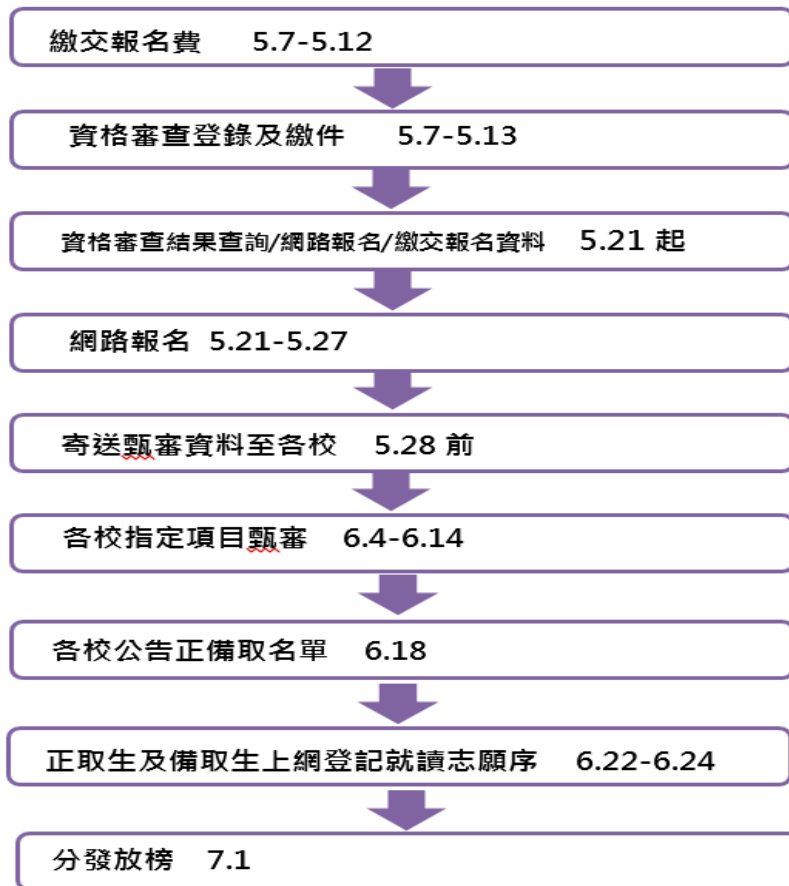 繳交報名費 5.7-5.12
資格審查登錄及繳件 5.7-5.13
資格審查結果查詢/網路報名/繳交報名資料 5.21 起
網路報名 5.21-5.27
寄送甄審資料至各校 5.28 前
各校指定項目甄審 6.4-6.14
各校公告正備取名單 6.18
正取生及備取生上網登記就讀志願序 6.22-6.24
分發放榜 7.1